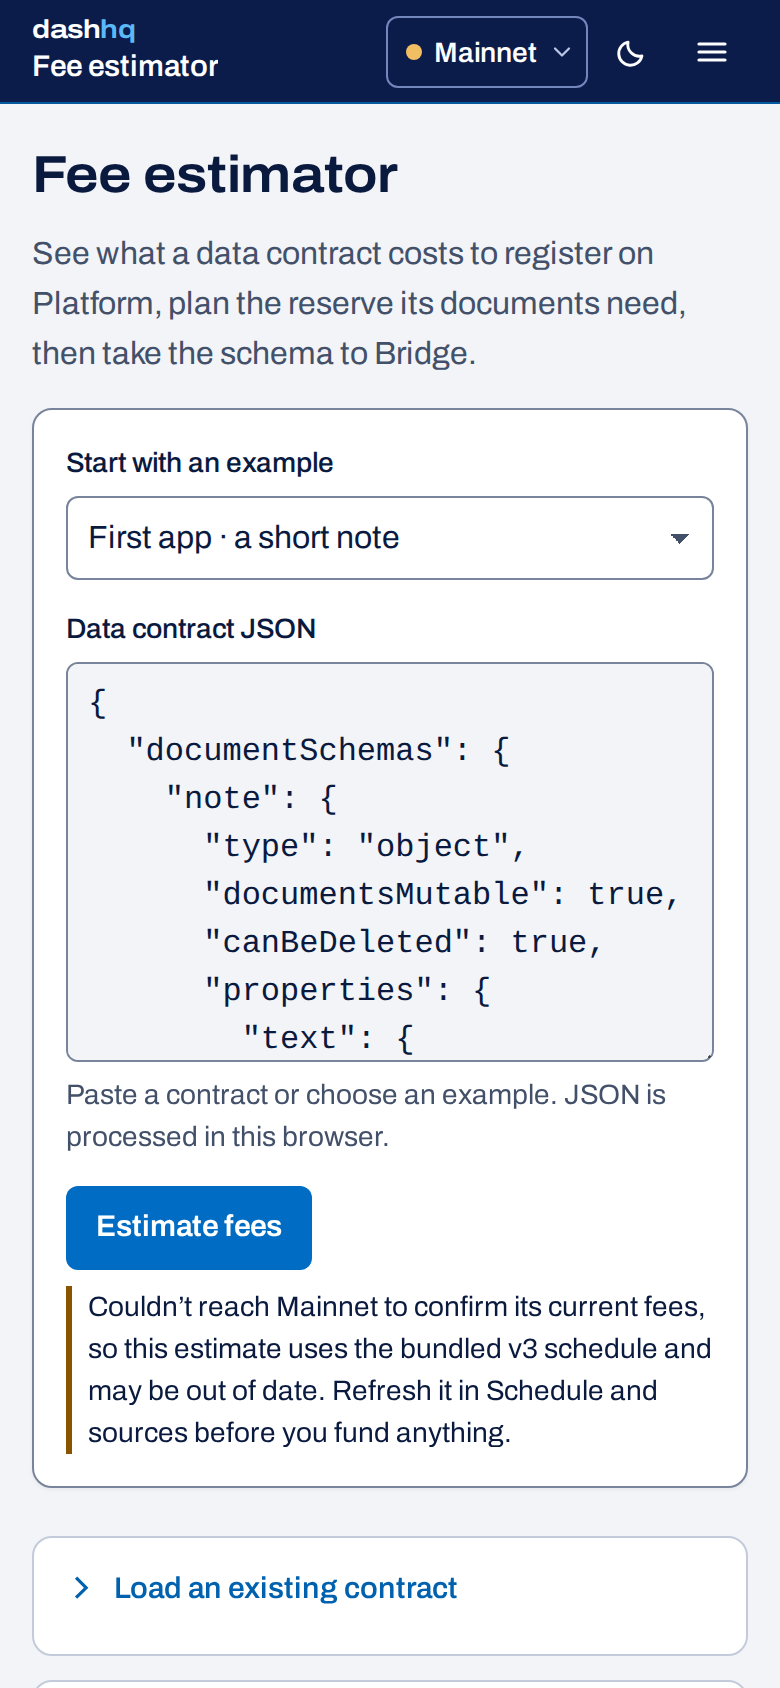 dashhq
Fee estimator
Mainnet
Fee estimator
See what a data contract costs to register on
Platform, plan the reserve its documents need,
then take the schema to Bridge.
Start with an example
First app · a short note
Data contract JSON
{
  "documentSchemas": {
    "note": {
      "type": "object",
      "documentsMutable": true,
      "canBeDeleted": true,
      "properties": {
        "text": {
Paste a contract or choose an example. JSON is
processed in this browser.
Estimate fees
Couldn’t reach Mainnet to confirm its current fees,
so this estimate uses the bundled v3 schedule and
may be out of date. Refresh it in Schedule and
sources before you fund anything.
Load an existing contract